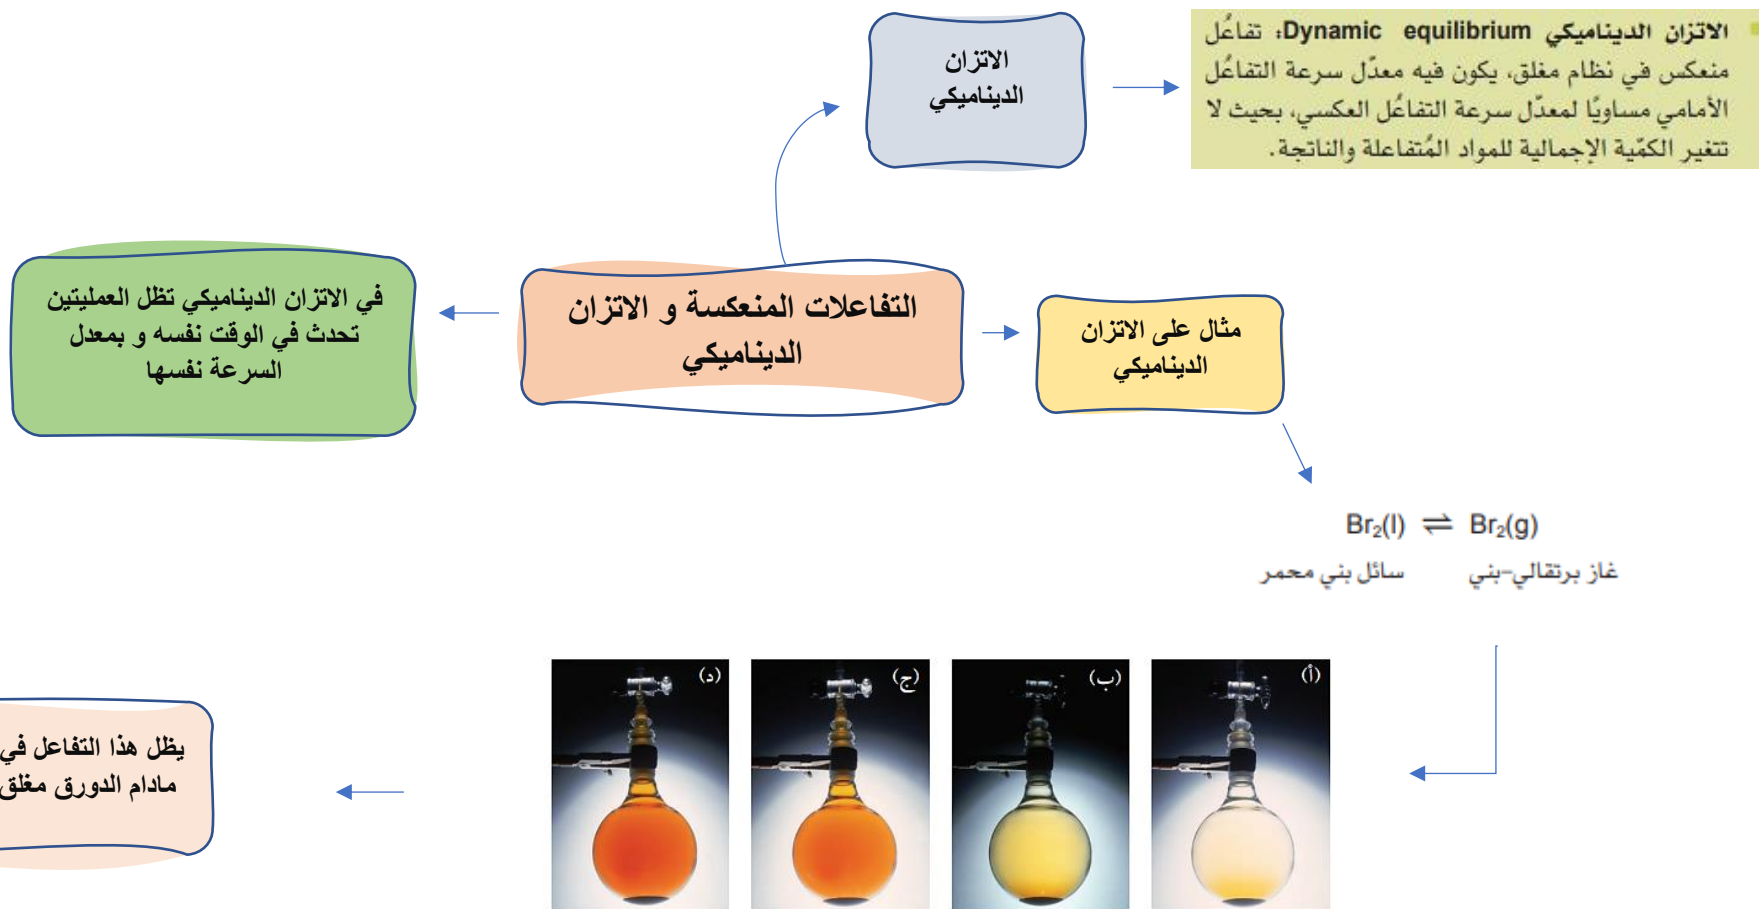 الاتزان
الديناميكي
الاتزان الديناميكي Dynamic equilibrium: تفاعُل
منعكس في نظام مغلق، يكون فيه معدّل سرعة التفاعُل
الأمامي مساويًا لمعدّل سرعة التفاعُل العكسي، بحيث لا
تتغير الكمّية الإجمالية للمواد المُتفاعلة والناتجة.
التفاعلات المنعكسة و الاتزان
الديناميكي
مثال على الاتزان
الديناميكي
في الاتزان الديناميكي تظل العمليتين
تحدث في الوقت نفسه و بمعدل
السرعة نفسها
Br₂(l) ⇌ Br₂(g)
سائل بني محمر غاز برتقالي-بني
(أ)
(ب)
(ج)
(د)
يظل هذا التفاعل في
مادام الدورق مغلق